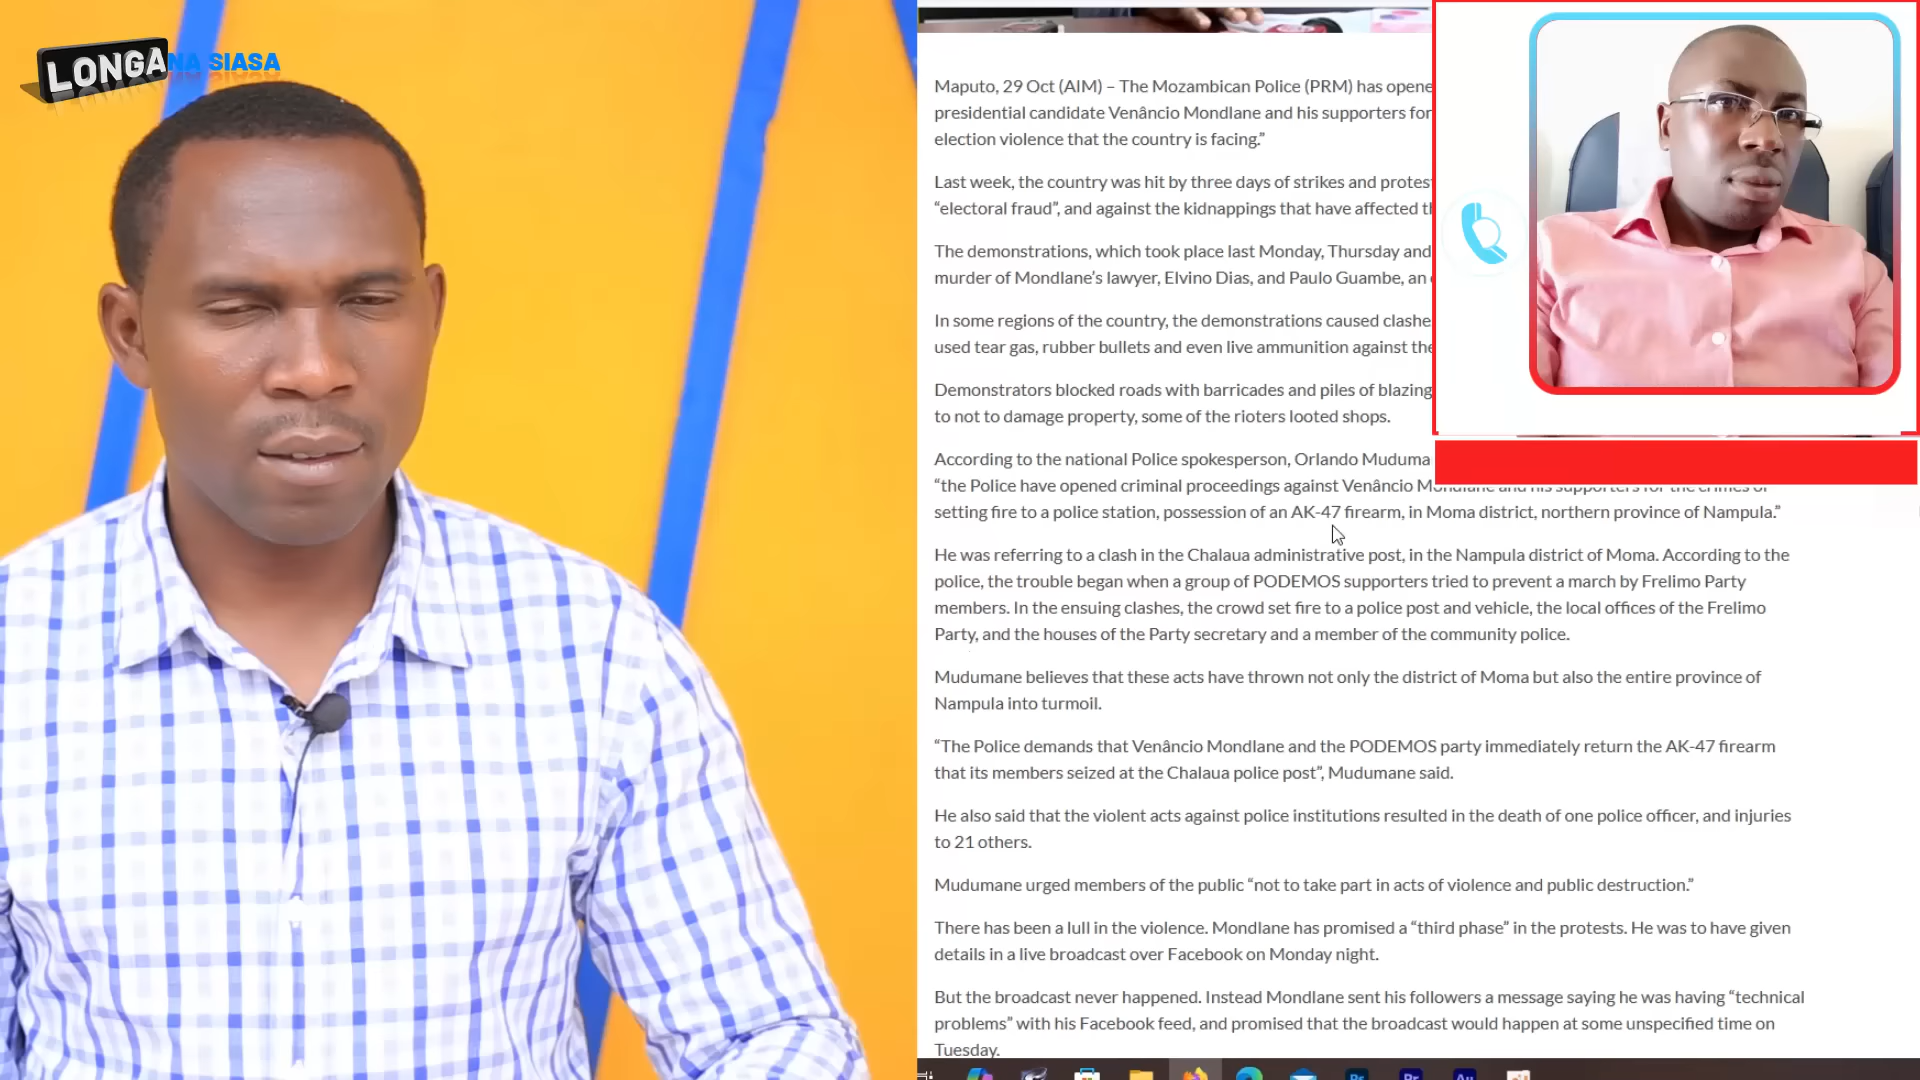 LONGA NA SIASA
Maputo, 29 Oct (AIM) – The Mozambican Police (PRM) has opene
presidential candidate Venâncio Mondlane and his supporters for
election violence that the country is facing.”
Last week, the country was hit by three days of strikes and protes
“electoral fraud”, and against the kidnappings that have affected
The demonstrations, which took place last Monday, Thursday and
murder of Mondlane’s lawyer, Elvino Dias, and Paulo Guambe, an
In some regions of the country, the demonstrations caused clashe
used tear gas, rubber bullets and even live ammunition against the
Demonstrators blocked roads with barricades and piles of blazing
to not to damage property, some of the rioters looted shops.
According to the national Police spokesperson, Orlando Muduma
“the Police have opened criminal proceedings against Venâncio Mondlane and his supporters for the crimes of
setting fire to a police station, possession of an AK-47 firearm, in Moma district, northern province of Nampula.”
He was referring to a clash in the Chalaua administrative post, in the Nampula district of Moma. According to the
police, the trouble began when a group of PODEMOS supporters tried to prevent a march by Frelimo Party
members. In the ensuing clashes, the crowd set fire to a police post and vehicle, the local offices of the Frelimo
Party, and the houses of the Party secretary and a member of the community police.
Mudumane believes that these acts have thrown not only the district of Moma but also the entire province of
Nampula into turmoil.
“The Police demands that Venâncio Mondlane and the PODEMOS party immediately return the AK-47 firearm
that its members seized at the Chalaua police post”, Mudumane said.
He also said that the violent acts against police institutions resulted in the death of one police officer, and injuries
to 21 others.
Mudumane urged members of the public “not to take part in acts of violence and public destruction.”
There has been a lull in the violence. Mondlane has promised a “third phase” in the protests. He was to have given
details in a live broadcast over Facebook on Monday night.
But the broadcast never happened. Instead Mondlane sent his followers a message saying he was having “technical
problems” with his Facebook feed, and promised that the broadcast would happen at some unspecified time on
Tuesday.